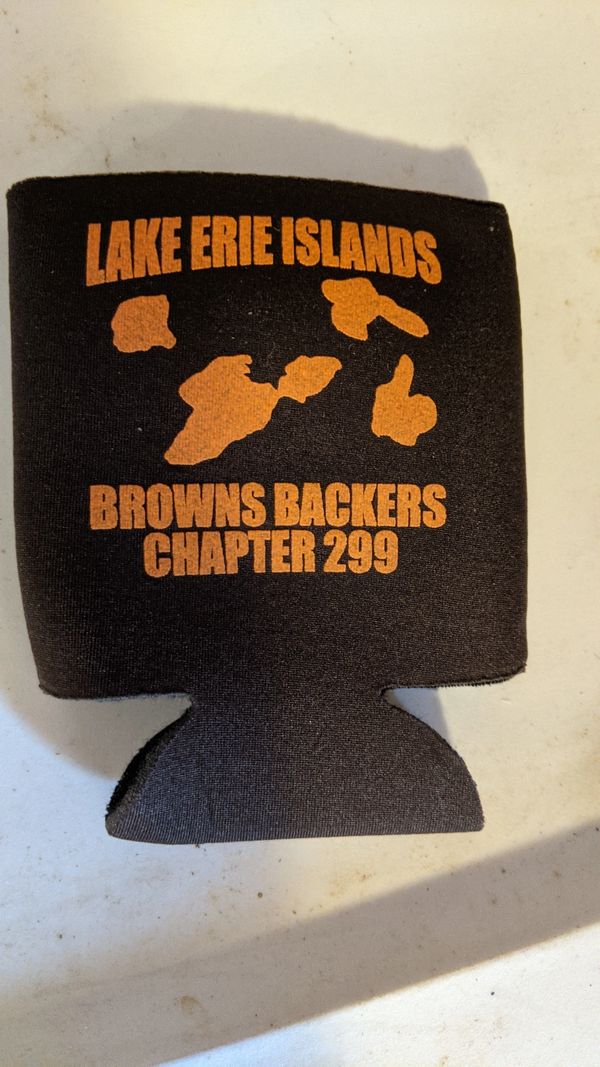 LAKE ERIE ISLANDS
BROWNS BACKERS
CHAPTER 299